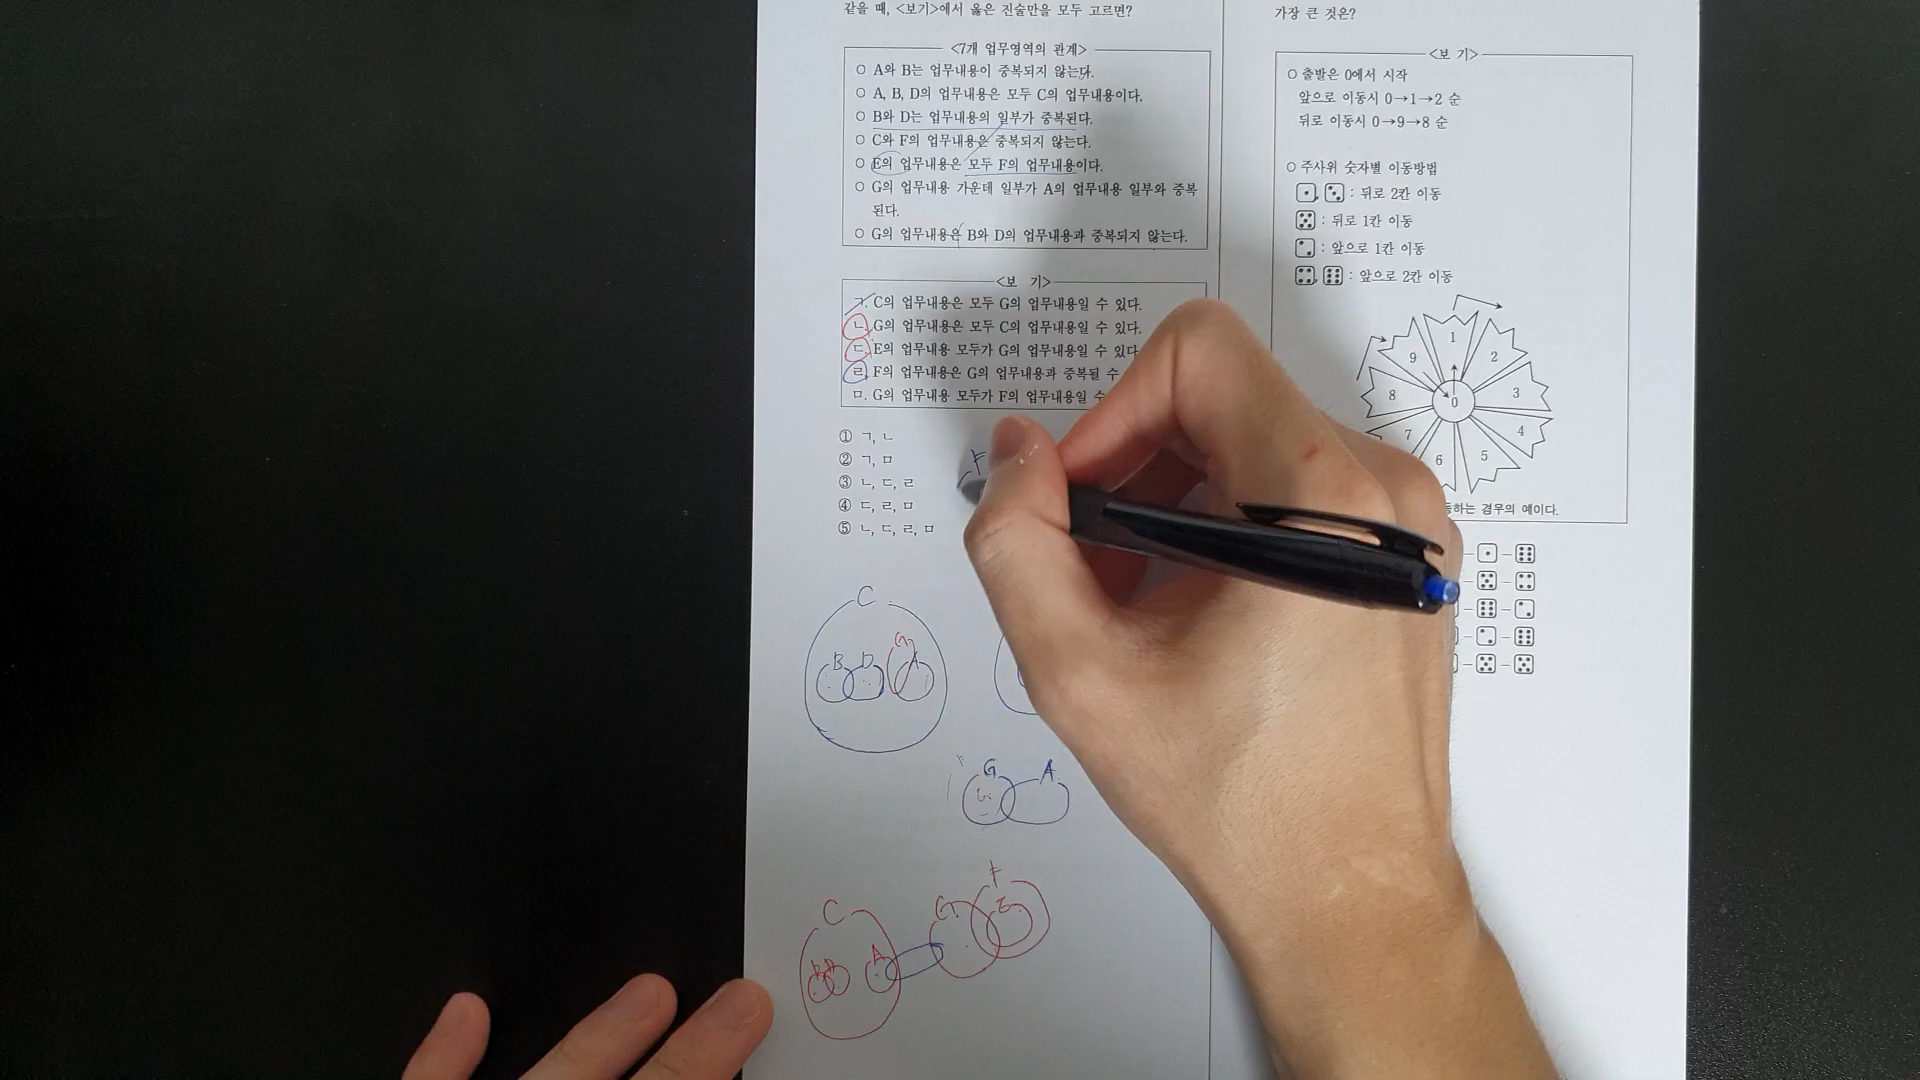 같을 때, <보기>에서 옳은 진술만을 모두 고르면?
<7개 업무영역의 관계>
○ A와 B는 업무내용이 중복되지 않는다.
○ A, B, D의 업무내용은 모두 C의 업무내용이다.
○ B와 D는 업무내용의 일부가 중복된다.
○ C와 F의 업무내용은 중복되지 않는다.
○ E의 업무내용은 모두 F의 업무내용이다.
○ G의 업무내용 가운데 일부가 A의 업무내용 일부와 중복
된다.
○ G의 업무내용은 B와 D의 업무내용과 중복되지 않는다.
<보 기>
ㄱ. C의 업무내용은 모두 G의 업무내용일 수 있다.
ㄴ. G의 업무내용은 모두 C의 업무내용일 수 있다.
ㄷ. E의 업무내용 모두가 G의 업무내용일 수 있다
ㄹ. F의 업무내용은 G의 업무내용과 중복될 수
ㅁ. G의 업무내용 모두가 F의 업무내용일 수
① ㄱ, ㄴ
② ㄱ, ㅁ
③ ㄴ, ㄷ, ㄹ
④ ㄷ, ㄹ, ㅁ
⑤ ㄴ, ㄷ, ㄹ, ㅁ
F
C
B D G A
G A
F
C G E
B D A
가장 큰 것은?
<보 기>
○ 출발은 0에서 시작
앞으로 이동시 0→1→2 순
뒤로 이동시 0→9→8 순
○ 주사위 숫자별 이동방법
: 뒤로 2칸 이동
: 뒤로 1칸 이동
: 앞으로 1칸 이동
: 앞으로 2칸 이동
1
9 2
8 3
0
7 4
6 5
하는 경우의 예이다.